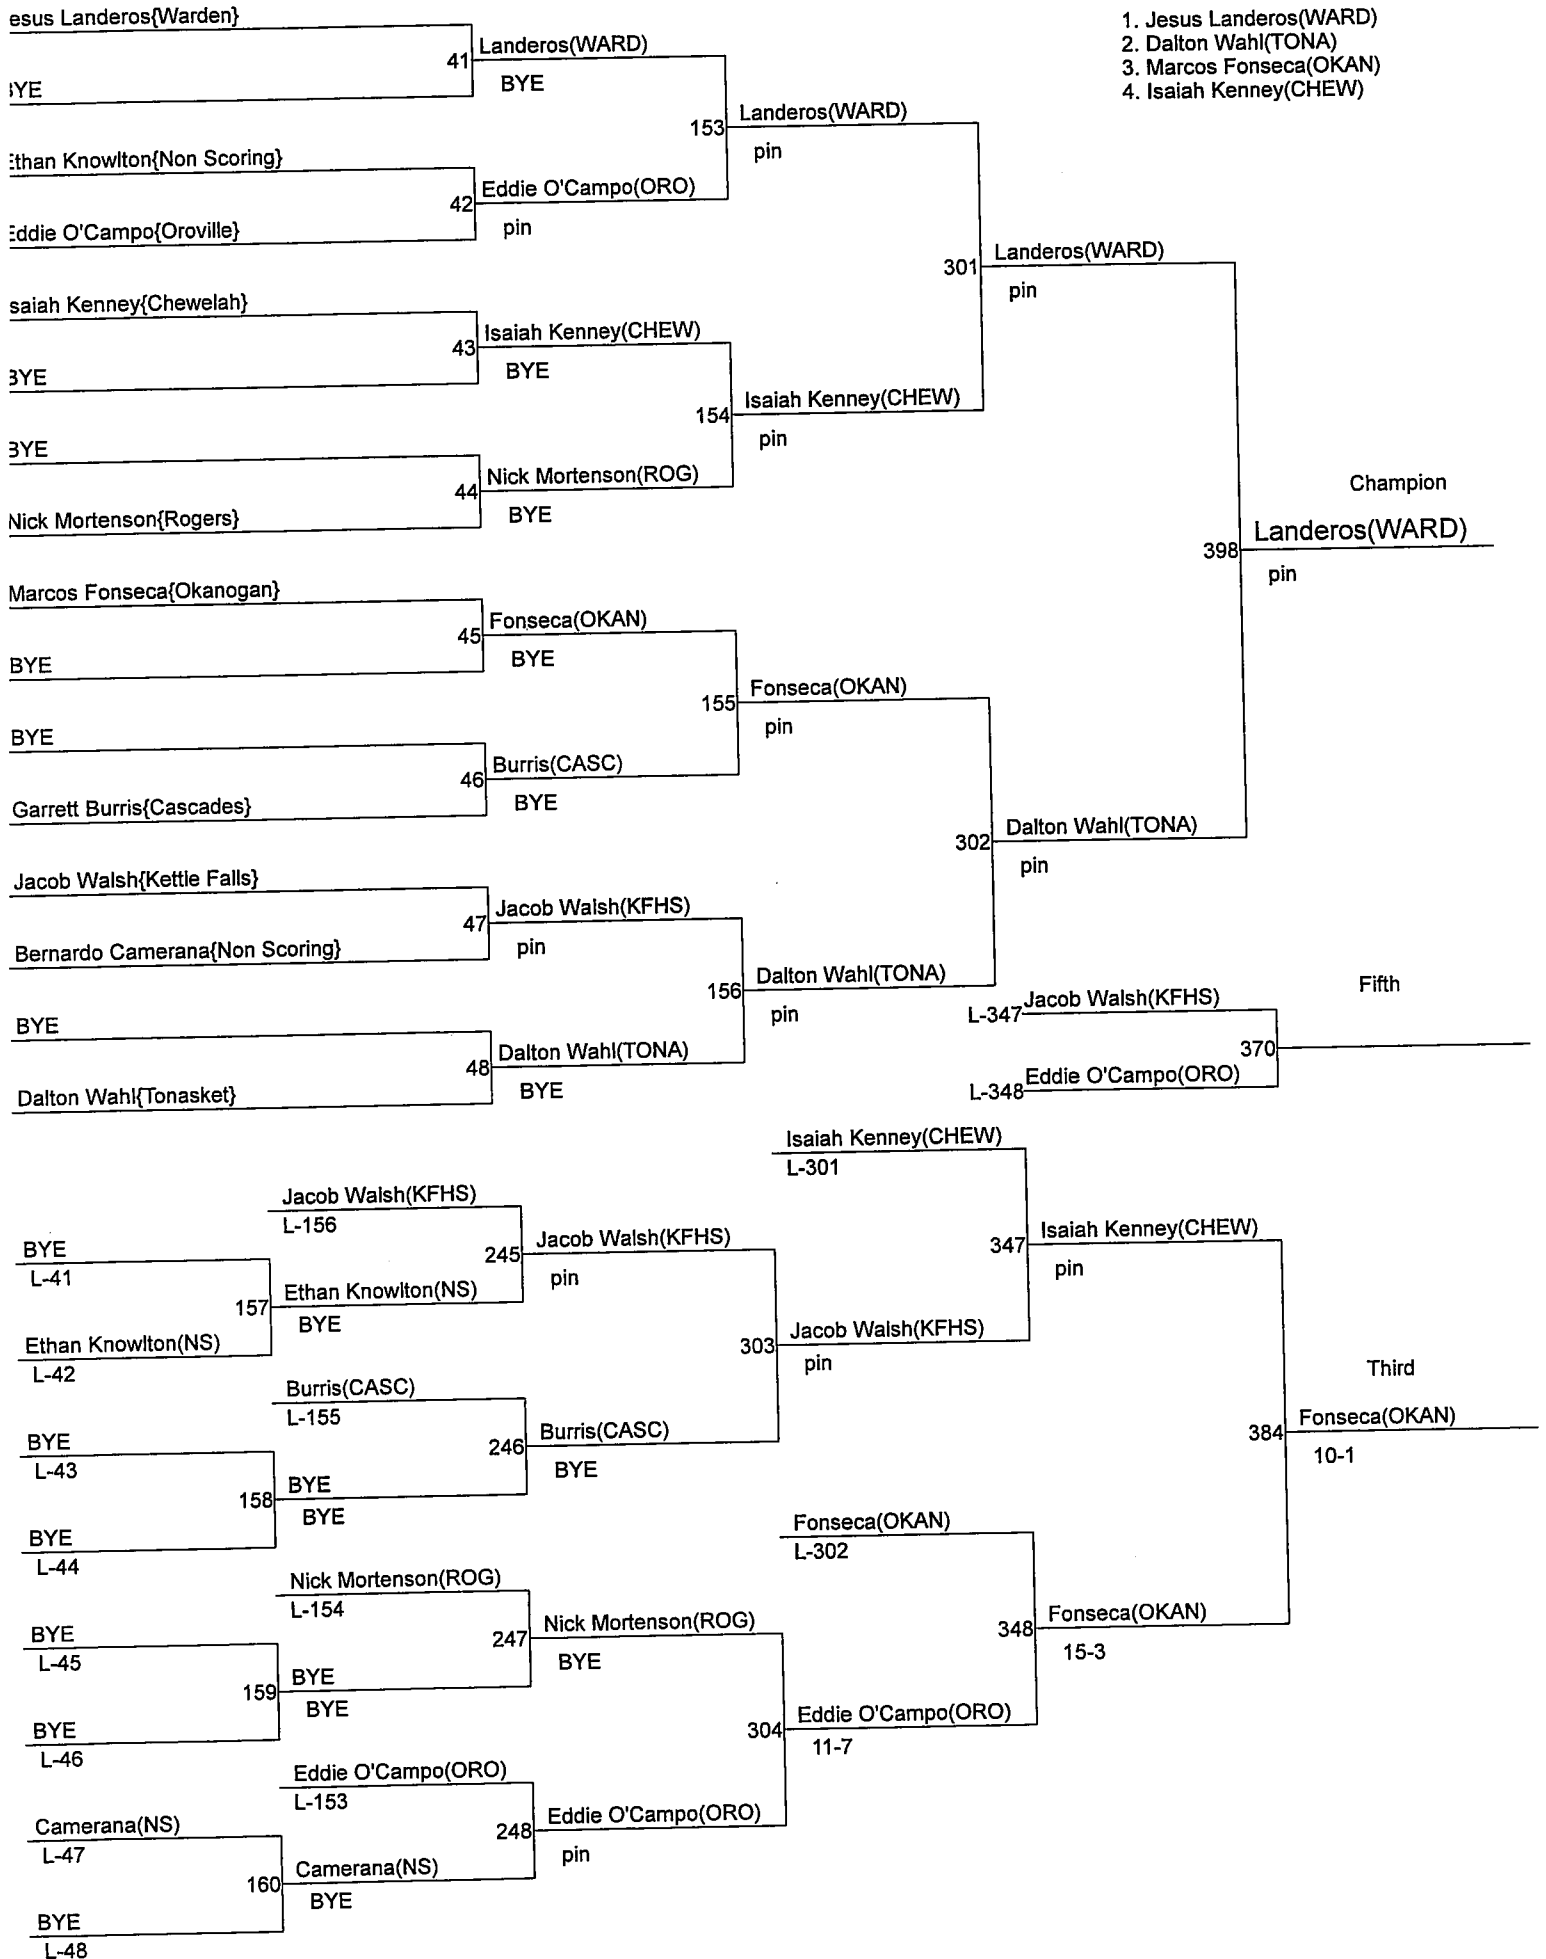 esus Landeros{Warden}
41
Landeros(WARD)
BYE
BYE
153
Landeros(WARD)
pin
Ethan Knowlton{Non Scoring}
42
Eddie O'Campo(ORO)
pin
Eddie O'Campo{Oroville}
301
Landeros(WARD)
pin
saiah Kenney{Chewelah}
43
Isaiah Kenney(CHEW)
BYE
BYE
154
Isaiah Kenney(CHEW)
pin
BYE
44
Nick Mortenson(ROG)
BYE
Nick Mortenson{Rogers}
1. Jesus Landeros(WARD)
2. Dalton Wahl(TONA)
3. Marcos Fonseca(OKAN)
4. Isaiah Kenney(CHEW)
Champion
398
Landeros(WARD)
pin
Marcos Fonseca{Okanogan}
45
Fonseca(OKAN)
BYE
BYE
155
Fonseca(OKAN)
pin
BYE
46
Burris(CASC)
BYE
Garrett Burris{Cascades}
302
Dalton Wahl(TONA)
pin
Jacob Walsh{Kettle Falls}
47
Jacob Walsh(KFHS)
pin
Bernardo Camerana{Non Scoring}
156
Dalton Wahl(TONA)
pin
BYE
48
Dalton Wahl(TONA)
BYE
Dalton Wahl{Tonasket}
Fifth
L-347
Jacob Walsh(KFHS)
370
L-348
Eddie O'Campo(ORO)
Isaiah Kenney(CHEW)
L-301
Jacob Walsh(KFHS)
L-156
245
Jacob Walsh(KFHS)
pin
BYE
L-41
157
Ethan Knowlton(NS)
BYE
Ethan Knowlton(NS)
L-42
347
Isaiah Kenney(CHEW)
pin
303
Jacob Walsh(KFHS)
pin
Burris(CASC)
L-155
246
Burris(CASC)
BYE
BYE
L-43
158
BYE
BYE
BYE
L-44
Third
384
Fonseca(OKAN)
10-1
Fonseca(OKAN)
L-302
Nick Mortenson(ROG)
L-154
247
Nick Mortenson(ROG)
BYE
BYE
L-45
159
BYE
BYE
BYE
L-46
348
Fonseca(OKAN)
15-3
304
Eddie O'Campo(ORO)
11-7
Eddie O'Campo(ORO)
L-153
248
Eddie O'Campo(ORO)
pin
Camerana(NS)
L-47
160
Camerana(NS)
BYE
BYE
L-48